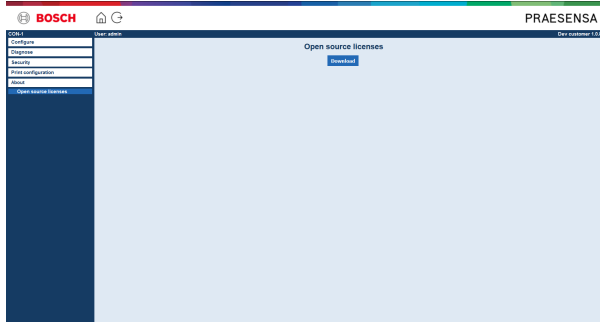 BOSCH
PRAESENSA
CON-1
User: admin
Dev customer 1.0.
Configure
Diagnose
Security
Print configuration
About
Open source licenses
Open source licenses
Download